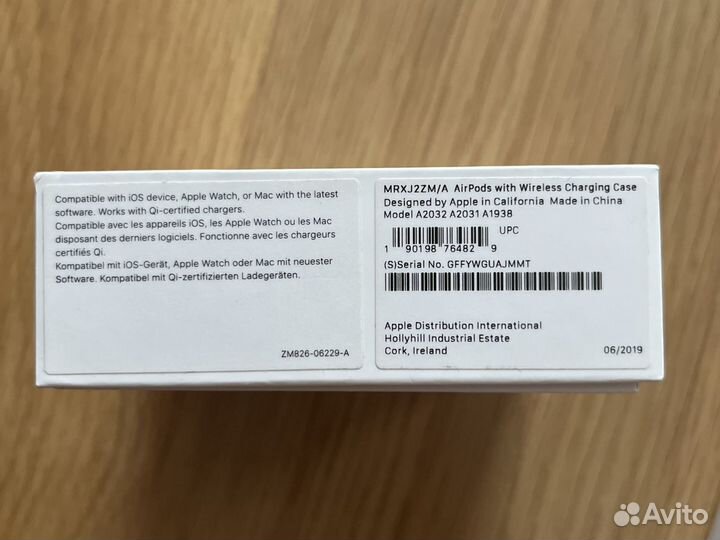 Compatible with iOS device, Apple Watch, or Mac with the latest
software. Works with Qi-certified chargers.
Compatible avec les appareils iOS, les Apple Watch ou les Mac
disposant des derniers logiciels. Fonctionne avec les chargeurs
certifiés Qi.
Kompatibel mit iOS-Gerät, Apple Watch oder Mac mit neuester
Software. Kompatibel mit Qi-zertifizierten Ladegeräten.
ZM826-06229-A
MRXJ2ZM/A AirPods with Wireless Charging Case
Designed by Apple in California Made in China
Model A2032 A2031 A1938
UPC
1 90198 76482 9
(S)Serial No. GFFYWGUAJMMT
Apple Distribution International
Hollyhill Industrial Estate
Cork, Ireland
06/2019
Avito